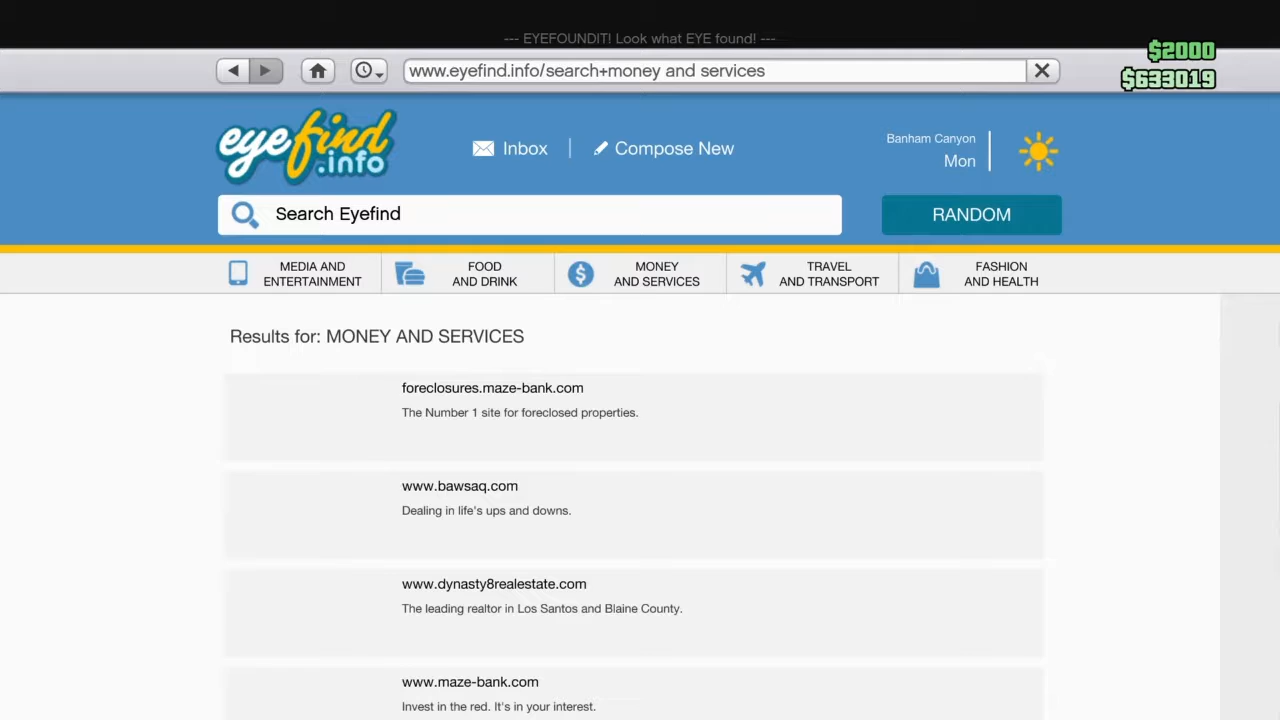 --- EYEFOUNDIT! Look what EYE found! ---
$2000
www.eyefind.info/search+money and services
$633019
eyefind
.info
Inbox
Compose New
Banham Canyon
Mon
Search Eyefind
RANDOM
MEDIA AND
ENTERTAINMENT
FOOD
AND DRINK
MONEY
AND SERVICES
TRAVEL
AND TRANSPORT
FASHION
AND HEALTH
Results for: MONEY AND SERVICES
foreclosures.maze-bank.com
The Number 1 site for foreclosed properties.
www.bawsaq.com
Dealing in life's ups and downs.
www.dynasty8realestate.com
The leading realtor in Los Santos and Blaine County.
www.maze-bank.com
Invest in the red. It's in your interest.